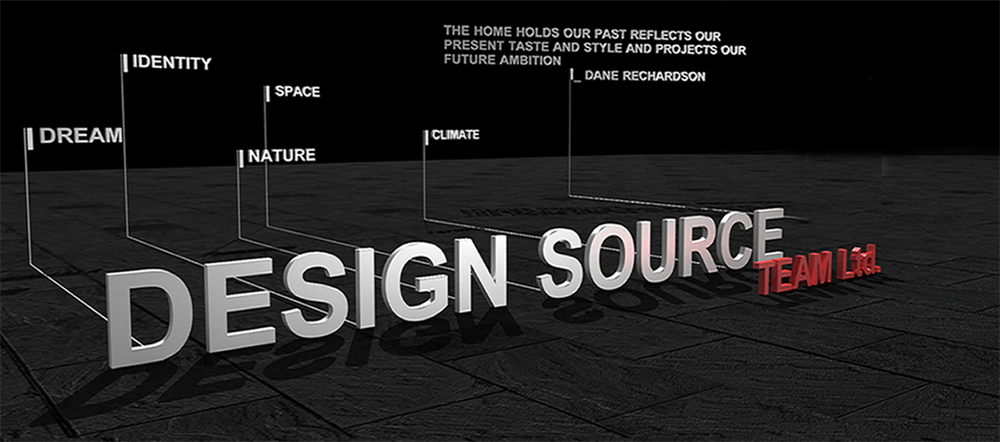 THE HOME HOLDS OUR PAST REFLECTS OUR
PRESENT TASTE AND STYLE AND PROJECTS OUR
FUTURE AMBITION
|_ DANE RECHARDSON
IDENTITY
SPACE
DREAM
CLIMATE
NATURE
DESIGN SOURCE
TEAM Ltd.